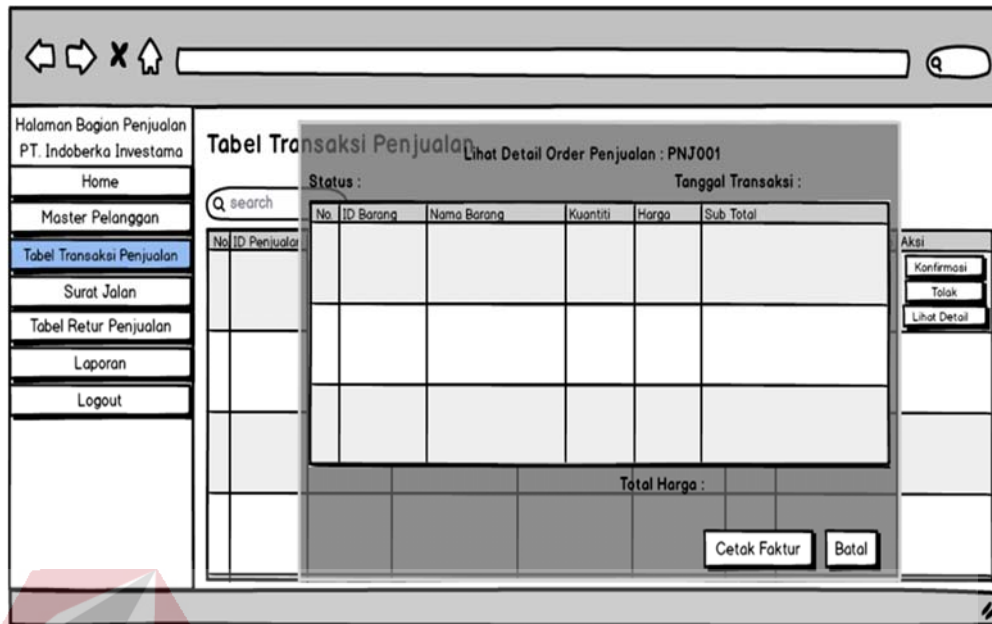 Halaman Bagian Penjualan
PT. Indoberka Investama
Home
Master Pelanggan
Tabel Transaksi Penjualan
Surat Jalan
Tabel Retur Penjualan
Laporan
Logout
Tabel Transaksi Penjualan
search
No ID Penjualan
Aksi
Konfirmasi
Tolak
Lihat Detail
Lihat Detail Order Penjualan : PNJ001
Status :
Tanggal Transaksi :
No. ID Barang Nama Barang Kuantiti Harga Sub Total
Total Harga :
Cetak Faktur
Batal